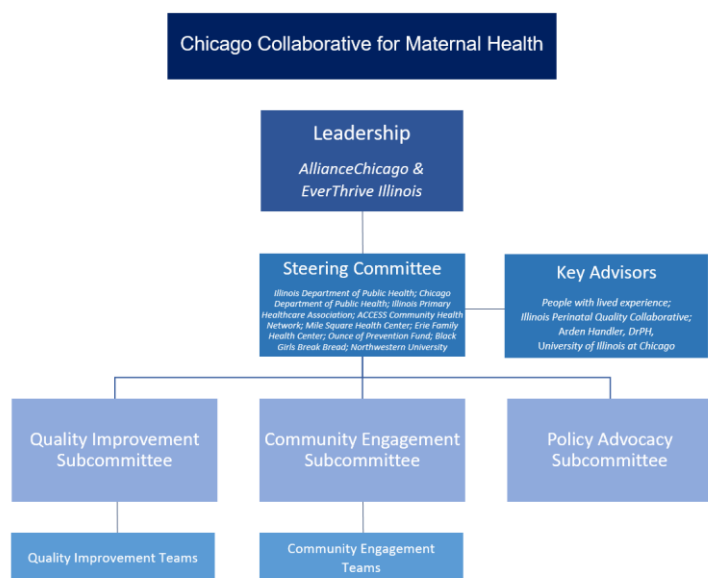 Chicago Collaborative for Maternal Health
Leadership
AllianceChicago &
EverThrive Illinois
Steering Committee
Illinois Department of Public Health; Chicago
Department of Public Health; Illinois Primary
Healthcare Association; ACCESS Community Health
Network; Mile Square Health Center; Erie Family
Health Center; Ounce of Prevention Fund; Black
Girls Break Bread; Northwestern University
Key Advisors
People with lived experience;
Illinois Perinatal Quality Collaborative;
Arden Handler, DrPH,
University of Illinois at Chicago
Quality Improvement
Subcommittee
Community Engagement
Subcommittee
Policy Advocacy
Subcommittee
Quality Improvement Teams
Community Engagement
Teams